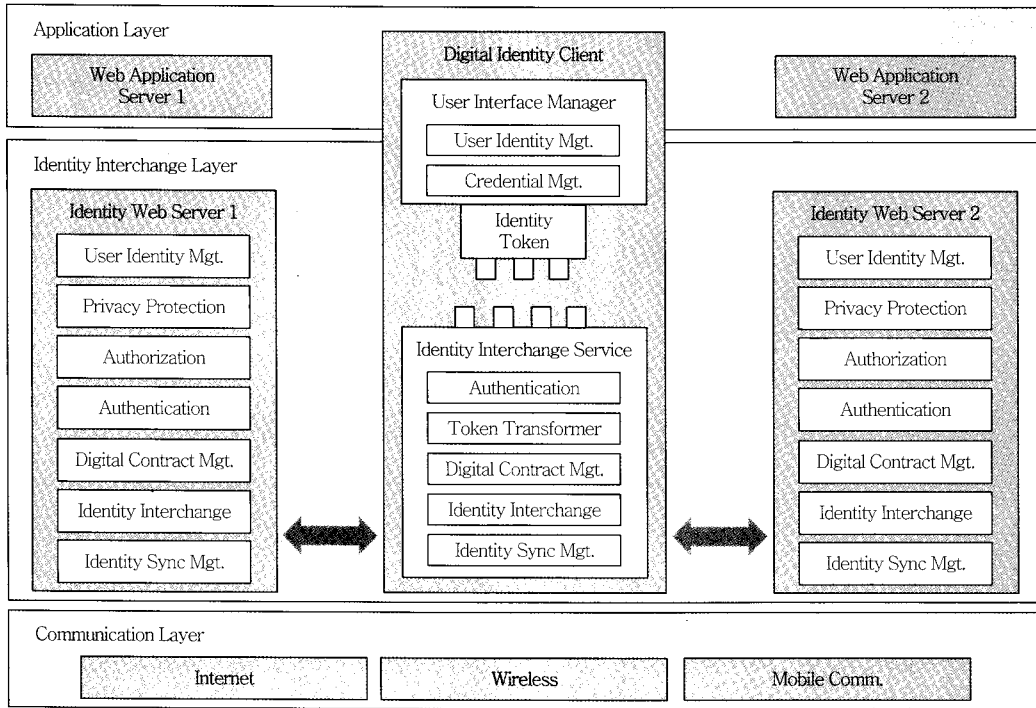 Application Layer
Web Application
Server 1
Digital Identity Client
User Interface Manager
User Identity Mgt.
Credential Mgt.
Identity
Token
Web Application
Server 2
Identity Interchange Layer
Identity Web Server 1
User Identity Mgt.
Privacy Protection
Authorization
Authentication
Digital Contract Mgt.
Identity Interchange
Identity Sync Mgt.
Identity Interchange Service
Authentication
Token Transformer
Digital Contract Mgt.
Identity Interchange
Identity Sync Mgt.
Identity Web Server 2
User Identity Mgt.
Privacy Protection
Authorization
Authentication
Digital Contract Mgt.
Identity Interchange
Identity Sync Mgt.
Communication Layer
Internet
Wireless
Mobile Comm.